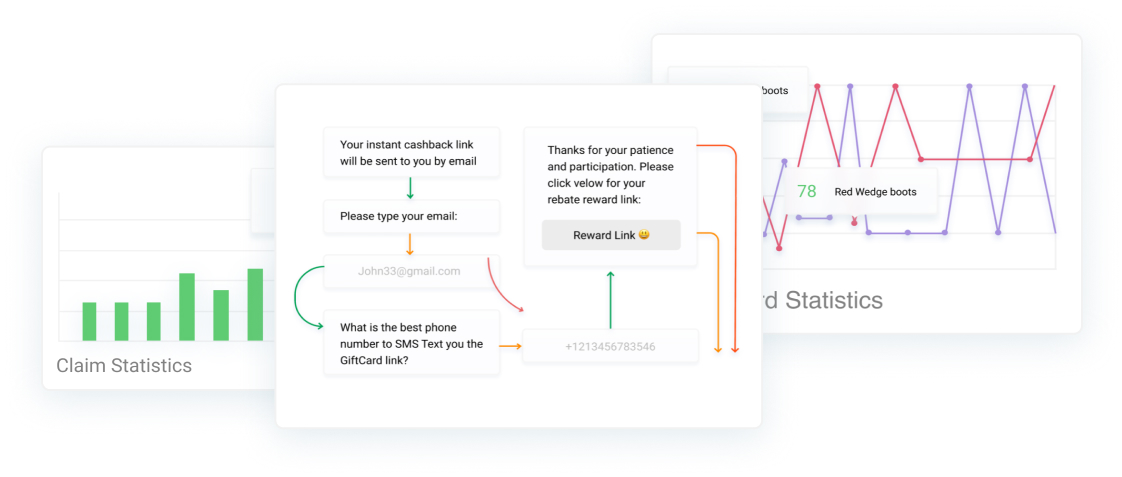 Claim Statistics
Your instant cashback link
will be sent to you by email
Please type your email:
John33@gmail.com
What is the best phone
number to SMS Text you the
GiftCard link?
Thanks for your patience
and participation. Please
click velow for your
rebate reward link:
Reward Link 😀
+1213456783546
boots
78 Red Wedge boots
d Statistics